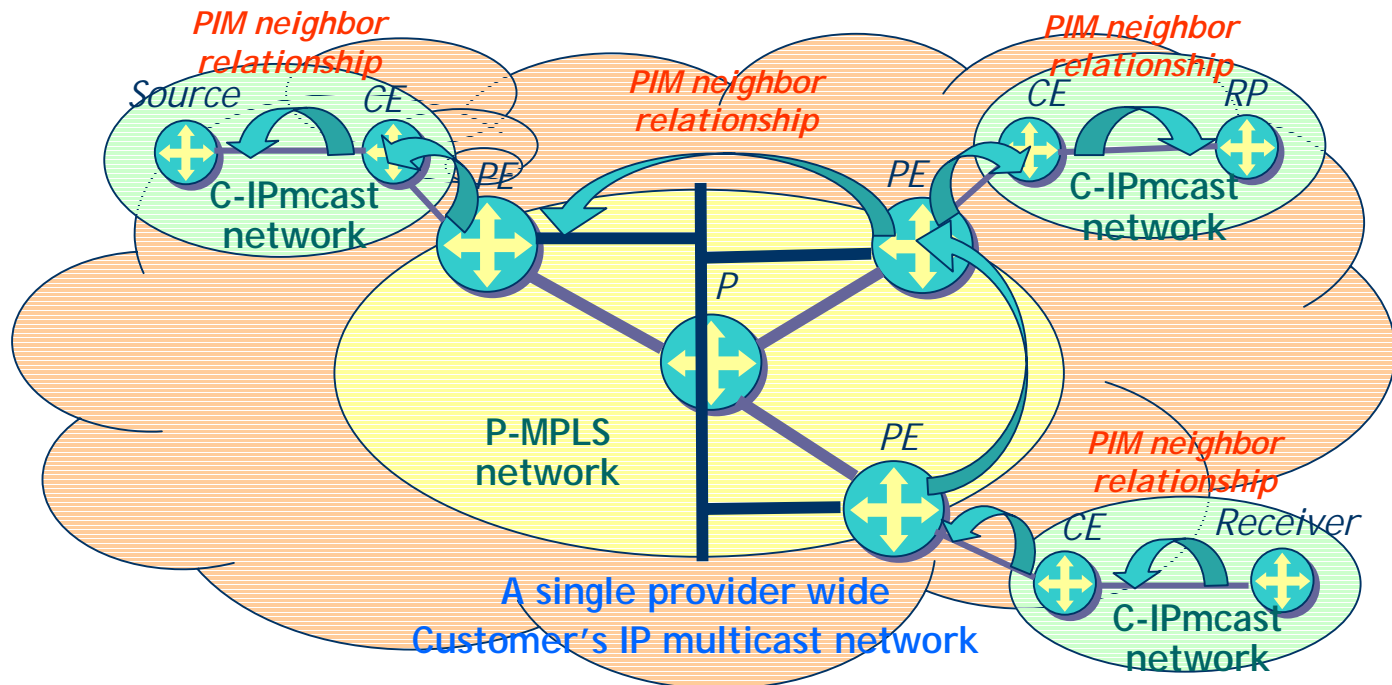 PIM neighbor
relationship
Source
CE
C-IPmcast
network
PE
PIM neighbor
relationship
PE
PIM neighbor
relationship
CE
RP
C-IPmcast
network
P
P-MPLS
network
PE
PIM neighbor
relationship
CE
Receiver
C-IPmcast
network
A single provider wide
Customer's IP multicast network